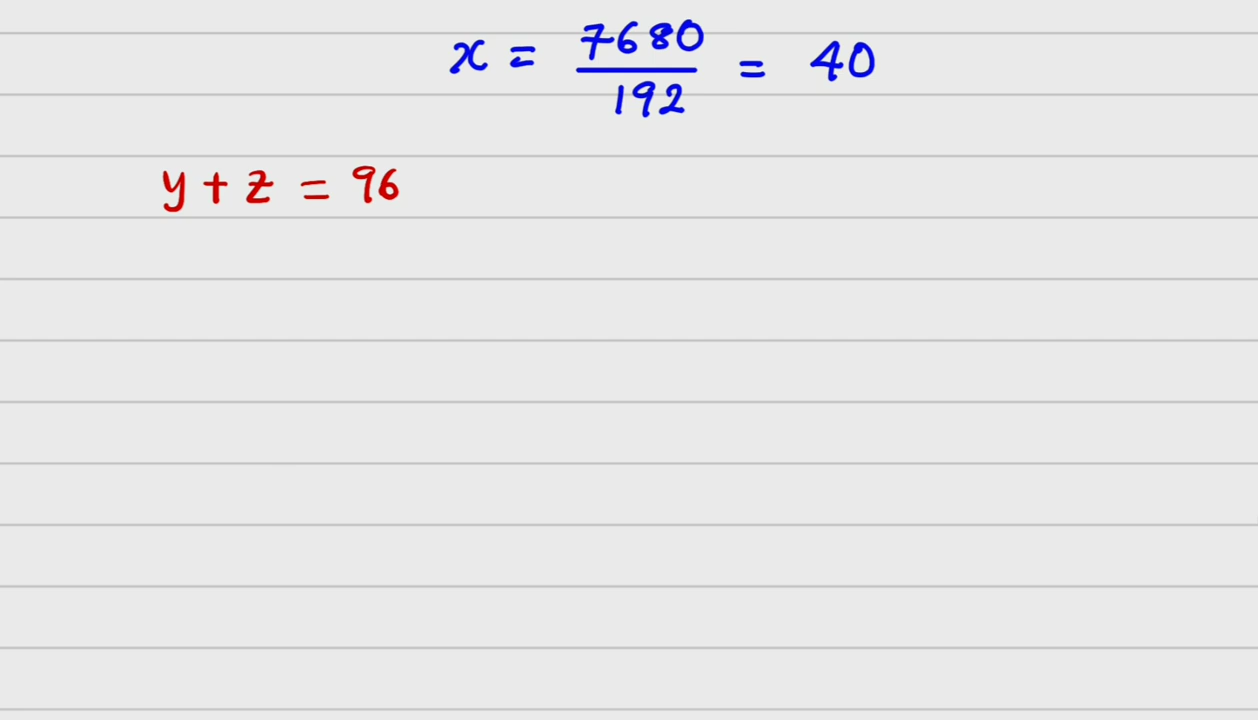 x = 7680/192 = 40
y + z = 96